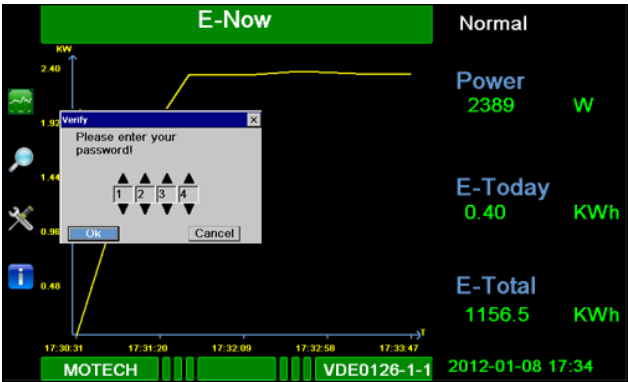 E-Now
Normal
KW
2.40
Power
2389 W
1.92
Verify
Please enter your
password!
1.44
1 2 3 4
E-Today
0.40 KWh
0.96
Ok Cancel
0.48
E-Total
1156.5 KWh
T
17:30:31 17:31:20 17:32:09 17:32:58 17:33:47
MOTECH VDE0126-1-1 2012-01-08 17:34